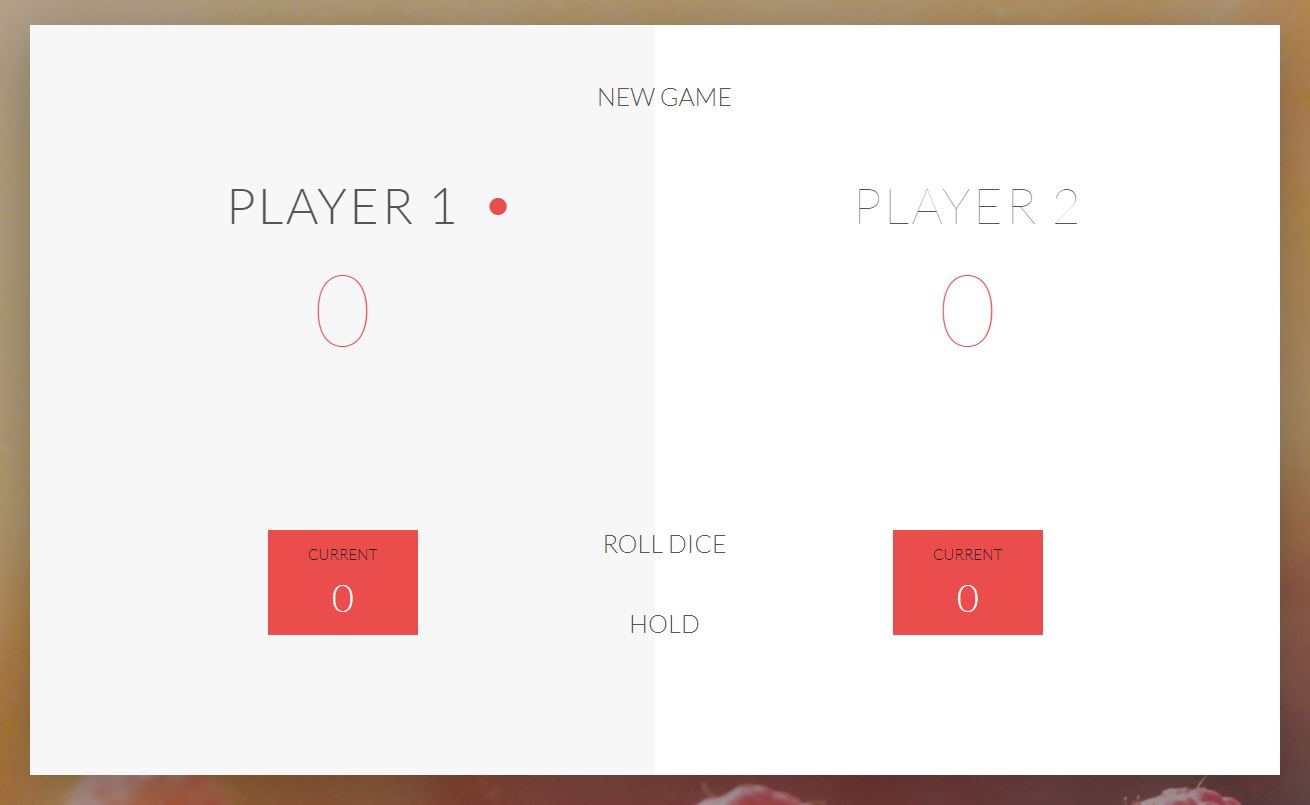 NEW GAME
PLAYER 1
0
PLAYER 2
0
CURRENT
0
ROLL DICE
HOLD
CURRENT
0